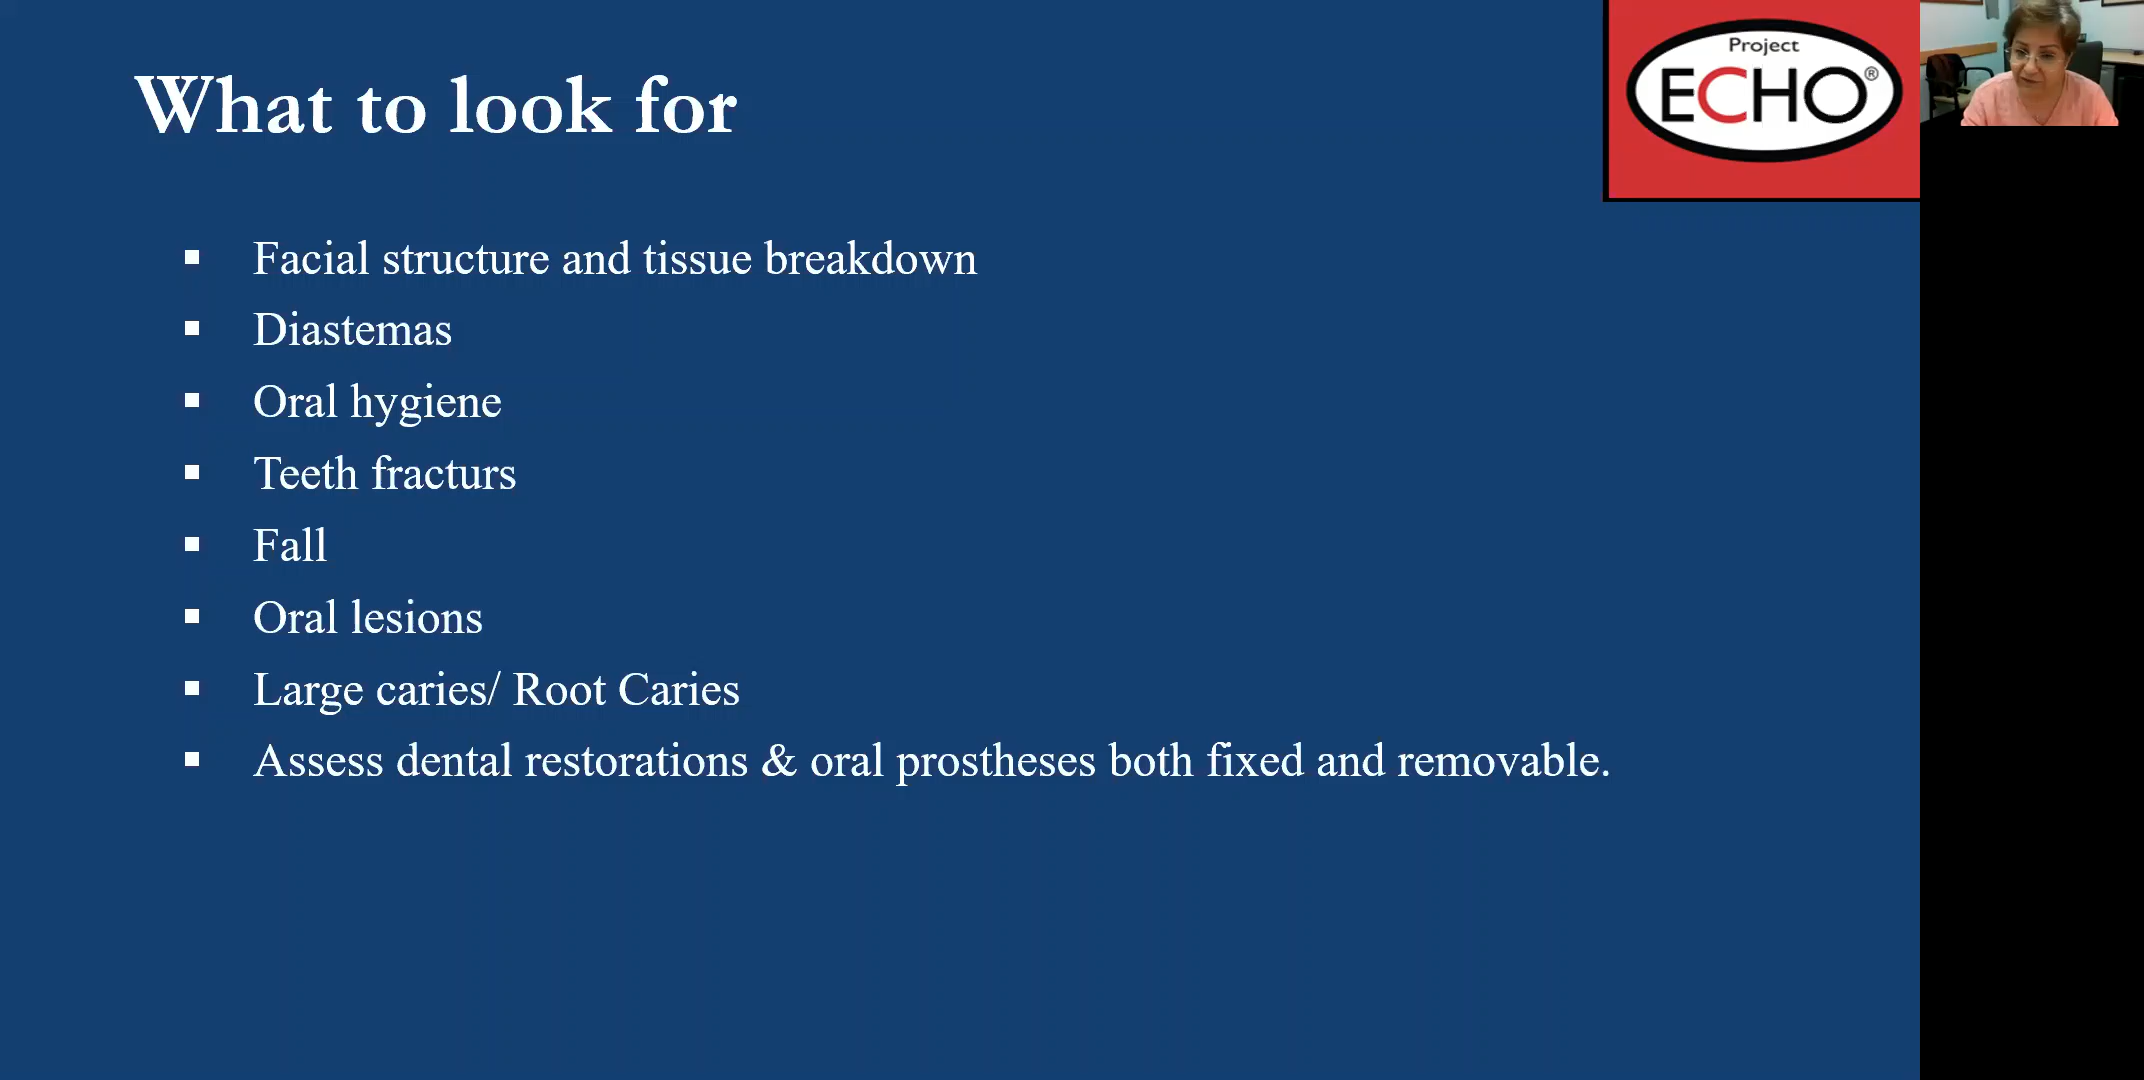 What to look for
Project
ECHO®
▪ Facial structure and tissue breakdown
▪ Diastemas
▪ Oral hygiene
▪ Teeth fracturs
▪ Fall
▪ Oral lesions
▪ Large caries/ Root Caries
▪ Assess dental restorations & oral prostheses both fixed and removable.